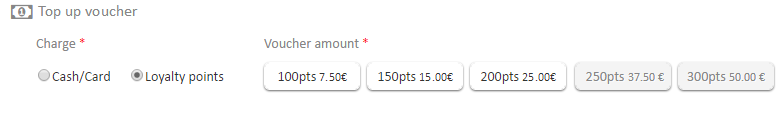 Top up voucher
Charge * Voucher amount *
Cash/Card Loyalty points 100pts 7.50€ 150pts 15.00€ 200pts 25.00€ 250pts 37.50 € 300pts 50.00 €